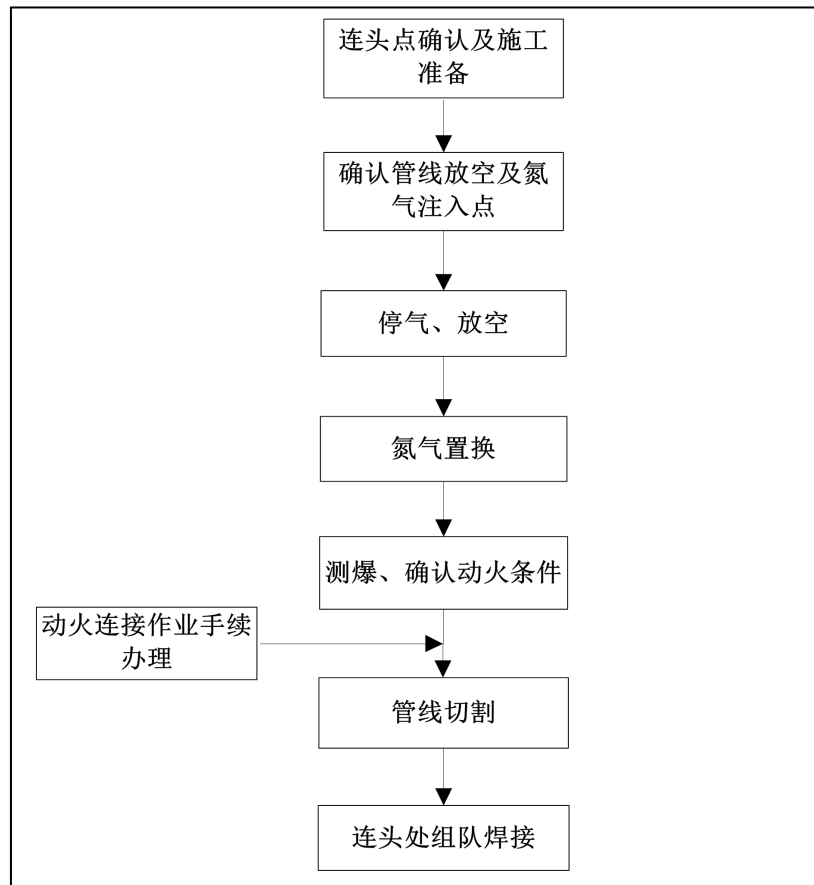 连头点确认及施工
准备
确认管线放空及氮
气注入点
停气、放空
氮气置换
测爆、确认动火条件
动火连接作业手续
办理
管线切割
连头处组队焊接